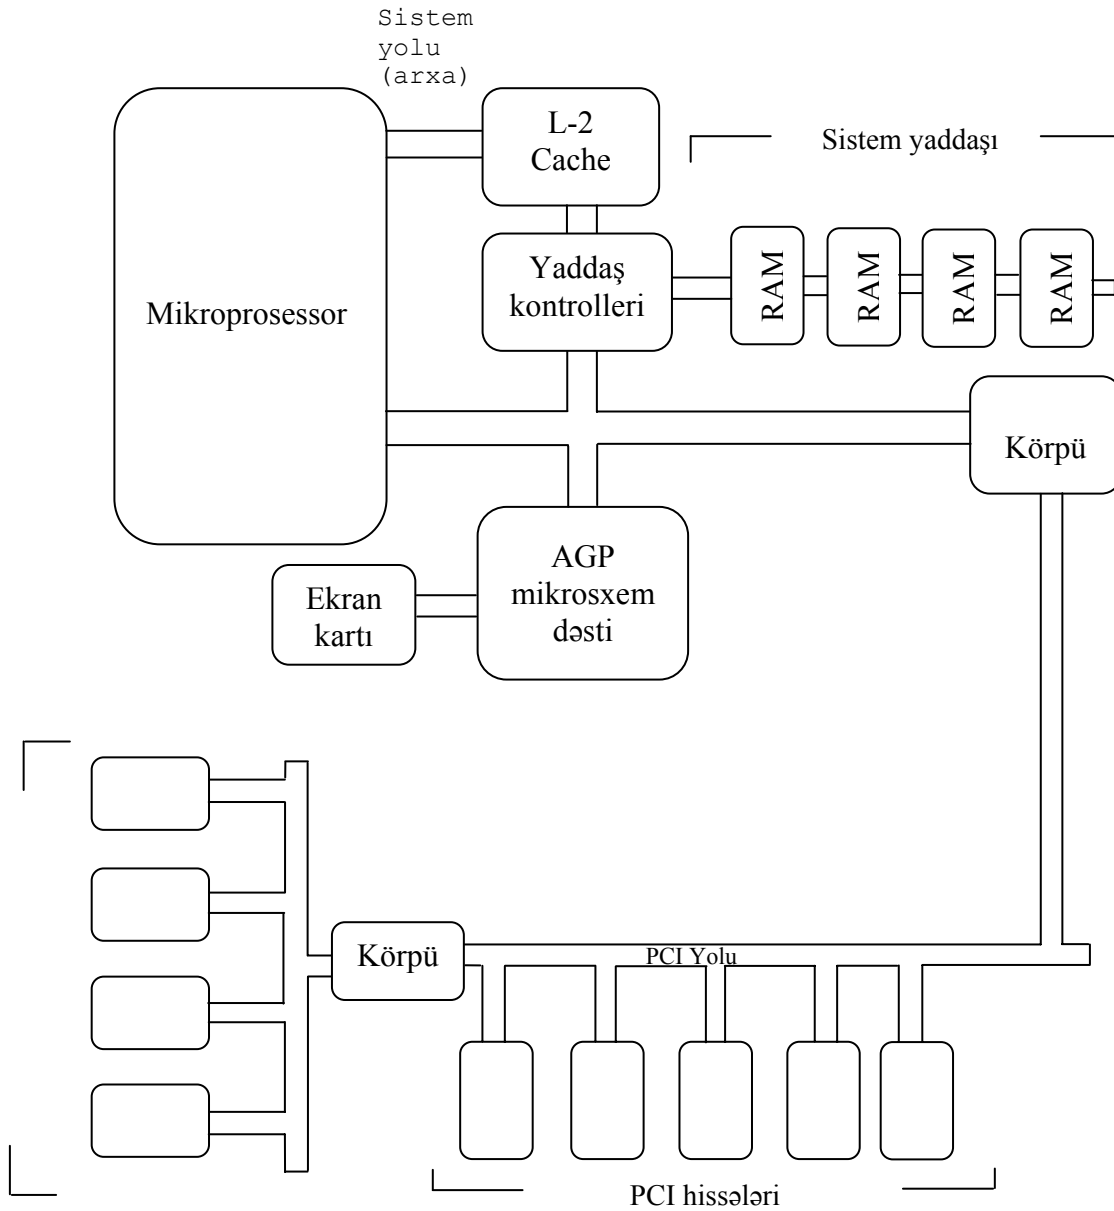 Sistem
yolu
(arxa)
L-2
Cache
Sistem yaddaşı
Mikroprosessor
Yaddaş
kontrolleri
RAM
RAM
RAM
RAM
Körpü
AGP
mikrosxem
dəsti
Ekran
kartı
Körpü
PCI Yolu
PCI hissələri